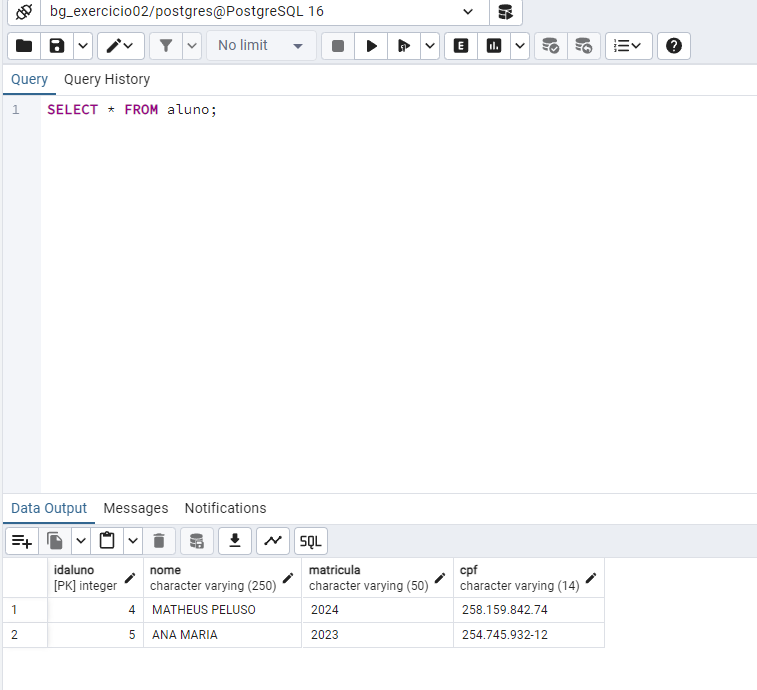 bg_exercicio02/postgres@PostgreSQL 16
No limit
E
Query Query History
1 SELECT * FROM aluno;
Data Output Messages Notifications
SQL
idaluno nome matricula cpf
[PK] integer character varying (250) character varying (50) character varying (14)
1 4 MATHEUS PELUSO 2024 258.159.842.74
2 5 ANA MARIA 2023 254.745.932-12